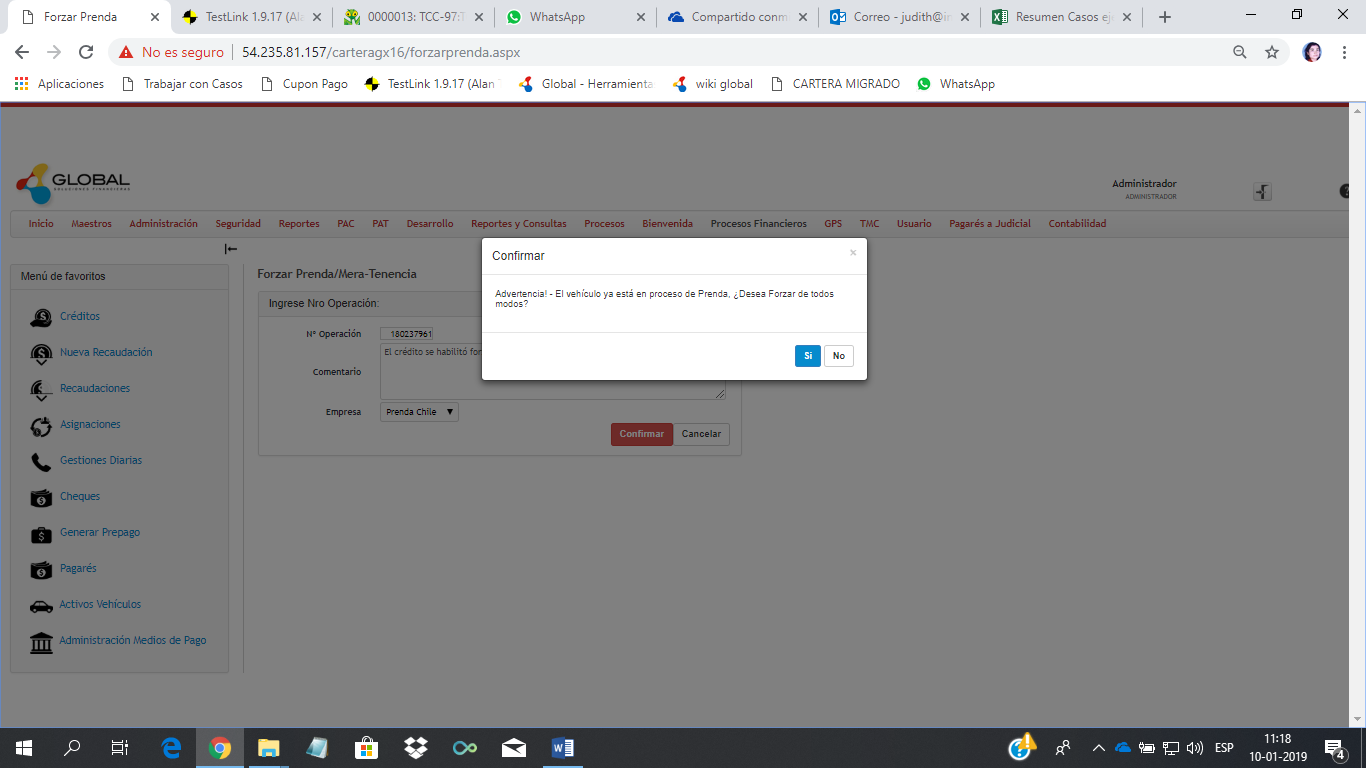 Forzar Prenda
TestLink 1.9.17 (Ala
0000013: TCC-97:T
WhatsApp
Compartido conm
Correo - judith@in
Resumen Casos ej
No es seguro
54.235.81.157/carteragx16/forzarprenda.aspx
Aplicaciones
Trabajar con Casos
Cupon Pago
TestLink 1.9.17 (Alan
Global - Herramienta
wiki global
CARTERA MIGRADO
WhatsApp
GLOBAL
SOLUCIONES FINANCIERAS
Administrador
ADMINISTRADOR
Inicio
Maestros
Administración
Seguridad
Reportes
PAC
PAT
Desarrollo
Reportes y Consultas
Procesos
Bienvenida
Procesos Financieros
GPS
TMC
Usuario
Pagarés a Judicial
Contabilidad
Menú de favoritos
Créditos
Nueva Recaudación
Recaudaciones
Asignaciones
Gestiones Diarias
Cheques
Generar Prepago
Pagarés
Activos Vehículos
Administración Medios de Pago
Forzar Prenda/Mera-Tenencia
Ingrese Nro Operación:
N° Operación
180237961
Comentario
El crédito se habilitó for
Empresa
Prenda Chile
Confirmar
Cancelar
Confirmar
×
Advertencia! - El vehículo ya está en proceso de Prenda, ¿Desea Forzar de todos
modos?
Si
No
ESP
11:18
10-01-2019
4